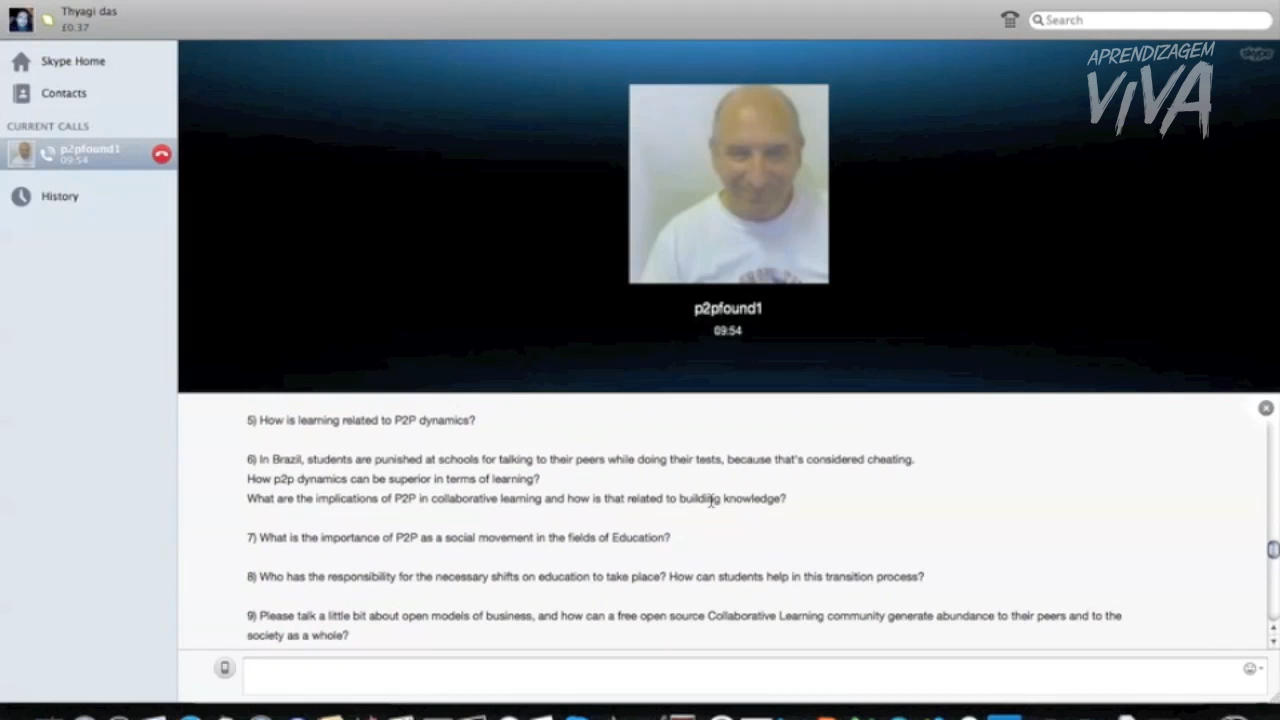 Thyagi das
£0.37
Search
Skype Home
Contacts
CURRENT CALLS
p2pfound1
09:54
History
APRENDIZAGEM
VIVA
skype
p2pfound1
09:54
5) How is learning related to P2P dynamics?
6) In Brazil, students are punished at schools for talking to their peers while doing their tests, because that's considered cheating.
How p2p dynamics can be superior in terms of learning?
What are the implications of P2P in collaborative learning and how is that related to building knowledge?
7) What is the importance of P2P as a social movement in the fields of Education?
8) Who has the responsibility for the necessary shifts on education to take place? How can students help in this transition process?
9) Please talk a little bit about open models of business, and how can a free open source Collaborative Learning community generate abundance to their peers and to the
society as a whole?